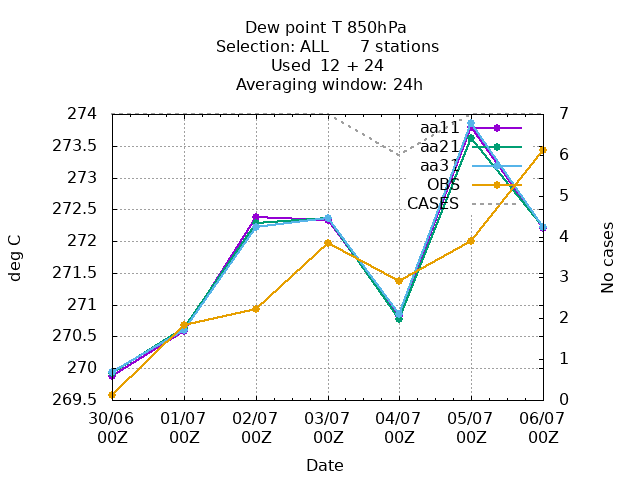 Dew point T 850hPa
Selection: ALL 7 stations
Used 12 + 24
Averaging window: 24h
274
273.5
273
272.5
272
271.5
271
270.5
270
269.5
deg C
aa11
aa21
aa31
OBS
CASES
7
6
5
4
3
2
1
0
No cases
30/06 01/07 02/07 03/07 04/07 05/07 06/07
00Z 00Z 00Z 00Z 00Z 00Z 00Z
Date